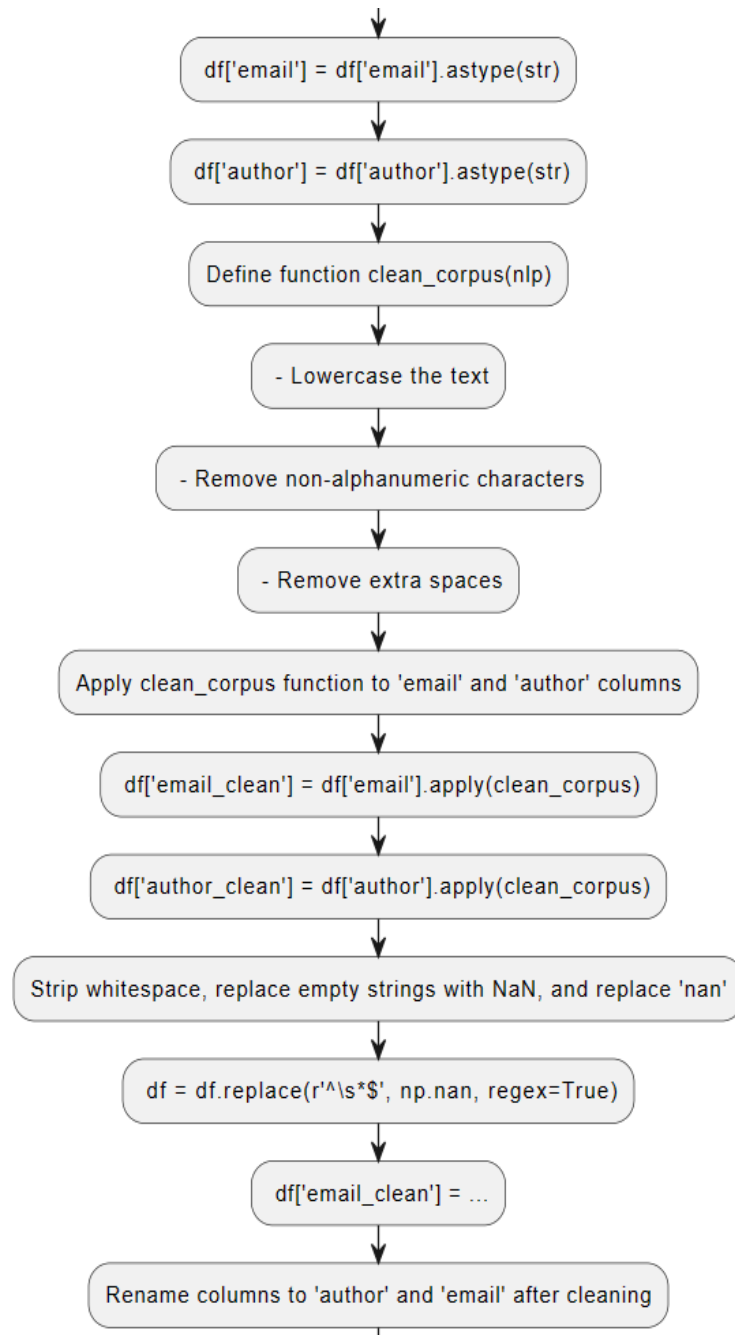 df['email'] = df['email'].astype(str)
df['author'] = df['author'].astype(str)
Define function clean_corpus(nlp)
- Lowercase the text
- Remove non-alphanumeric characters
- Remove extra spaces
Apply clean_corpus function to 'email' and 'author' columns
df['email_clean'] = df['email'].apply(clean_corpus)
df['author_clean'] = df['author'].apply(clean_corpus)
Strip whitespace, replace empty strings with NaN, and replace 'nan'
df = df.replace(r'^\s*$', np.nan, regex=True)
df['email_clean'] = ...
Rename columns to 'author' and 'email' after cleaning